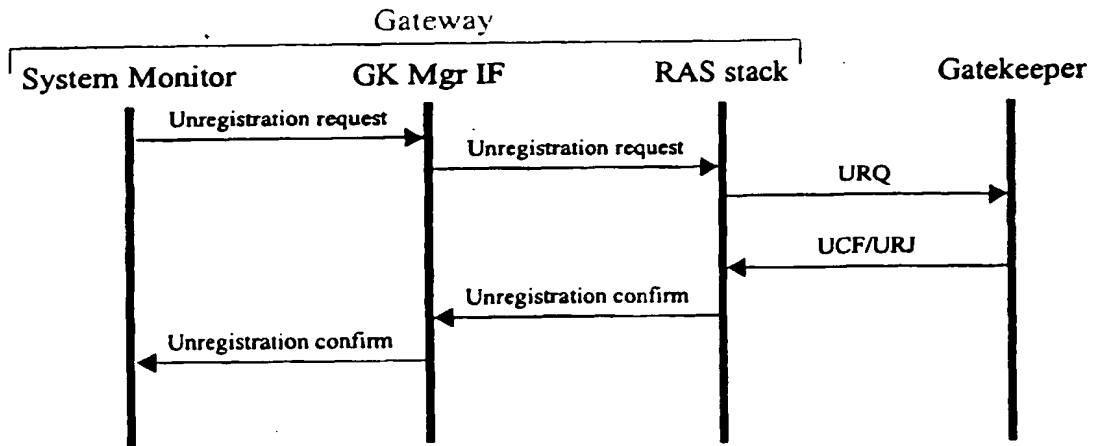 Gateway
System Monitor
GK Mgr IF
RAS stack
Gatekeeper
Unregistration request
Unregistration request
URQ
UCF/URJ
Unregistration confirm
Unregistration confirm